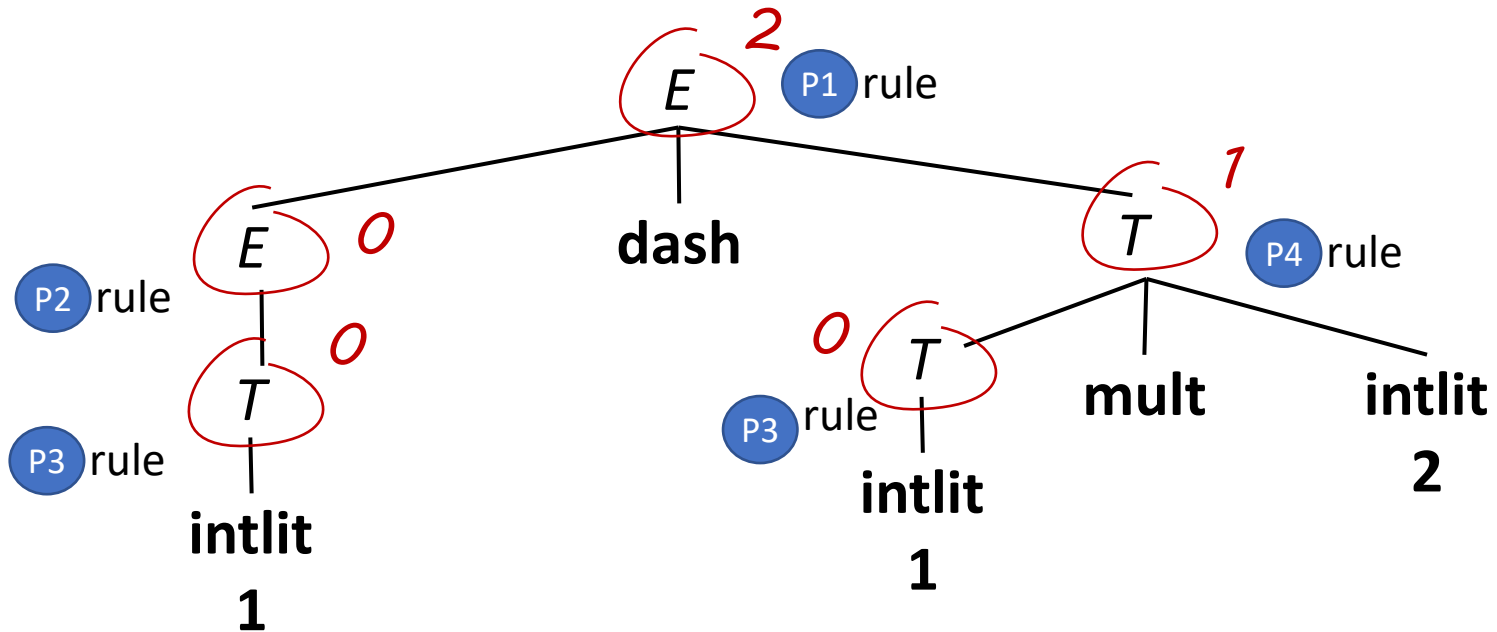 2
E
P1 rule
1
E
0
dash
T
P4 rule
P2 rule
0
T
0
T
mult
intlit
2
P3 rule
P3 rule
intlit
1
intlit
1